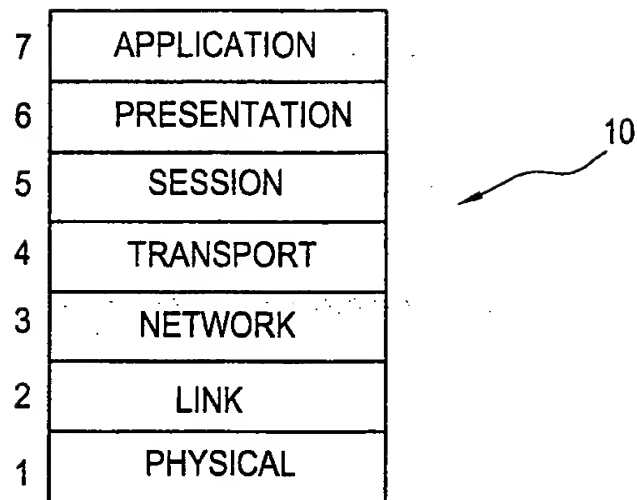 7 APPLICATION
6 PRESENTATION
10
5 SESSION
4 TRANSPORT
3 NETWORK
2 LINK
1 PHYSICAL